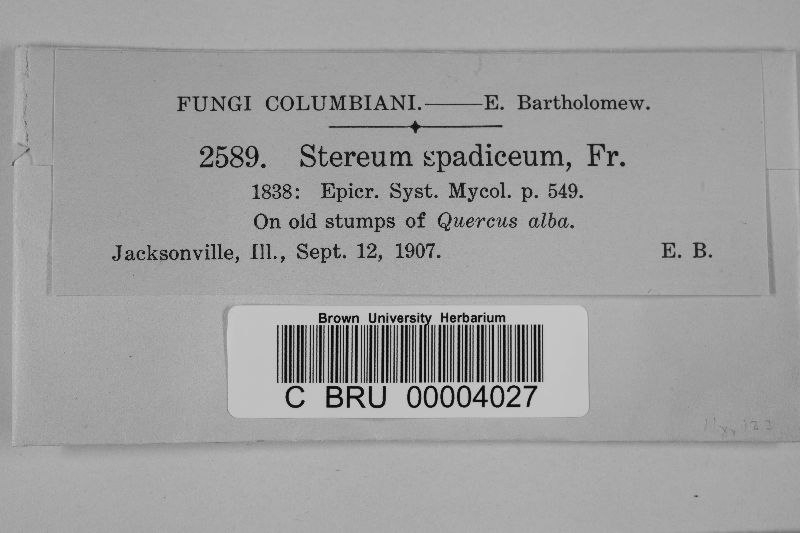 FUNGI COLUMBIANI.——E. Bartholomew.
2589. Stereum spadiceum, Fr.
1838: Epicr. Syst. Mycol. p. 549.
On old stumps of Quercus alba.
Jacksonville, Ill., Sept. 12, 1907. E. B.
Brown University Herbarium
C BRU 00004027